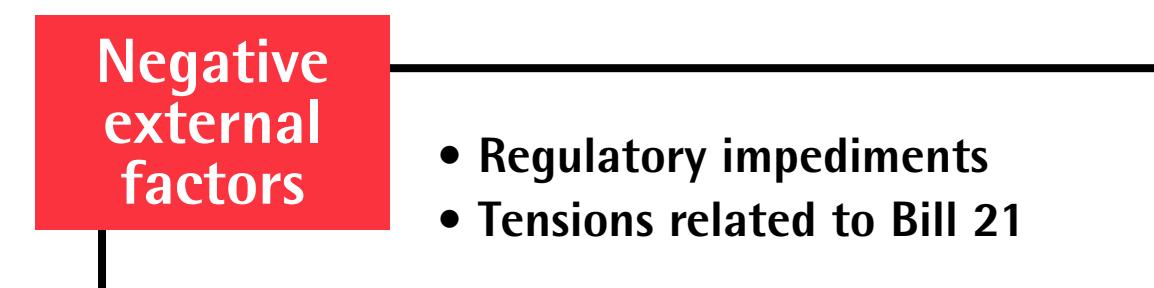 Negative
external
factors
• Regulatory impediments
• Tensions related to Bill 21